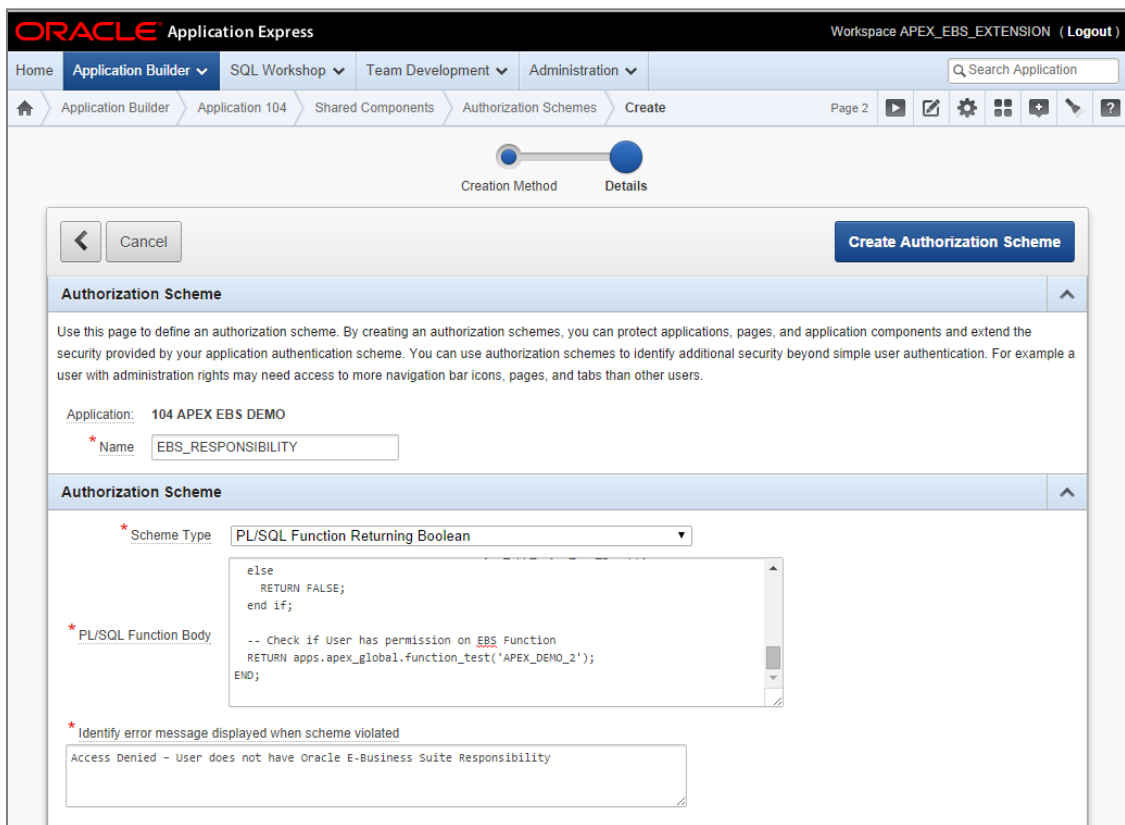 ORACLE Application Express
Workspace APEX_EBS_EXTENSION ( Logout )
Home Application Builder SQL Workshop Team Development Administration Search Application
Application Builder Application 104 Shared Components Authorization Schemes Create Page 2 ?
Creation Method Details
Cancel Create Authorization Scheme
Authorization Scheme
Use this page to define an authorization scheme. By creating an authorization schemes, you can protect applications, pages, and application components and extend the
security provided by your application authentication scheme. You can use authorization schemes to identify additional security beyond simple user authentication. For example a
user with administration rights may need access to more navigation bar icons, pages, and tabs than other users.
Application: 104 APEX EBS DEMO
* Name EBS_RESPONSIBILITY
Authorization Scheme
* Scheme Type PL/SQL Function Returning Boolean
else
RETURN FALSE;
end if;
* PL/SQL Function Body
-- Check if User has permission on EBS Function
RETURN apps.apex_global.function_test('APEX_DEMO_2');
END;
* Identify error message displayed when scheme violated
Access Denied – User does not have Oracle E-Business Suite Responsibility